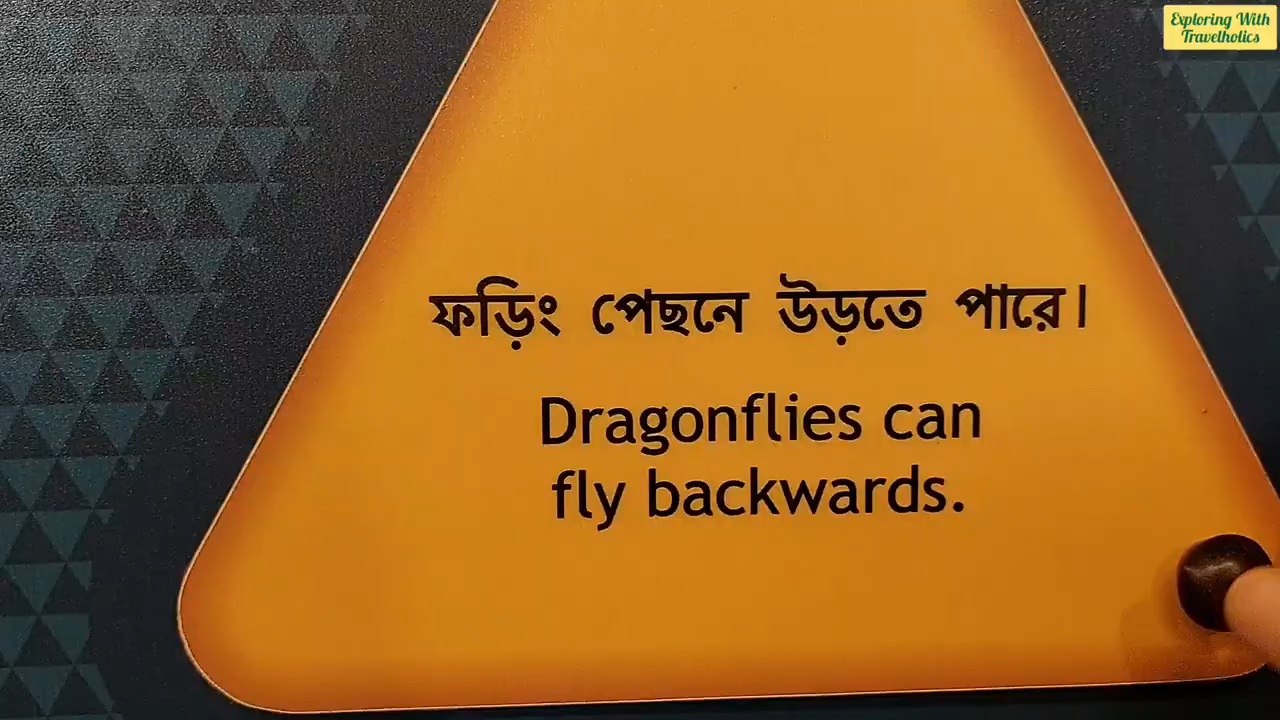 Exploring With
Travelholics
ফড়িং পেছনে উড়তে পারে।
Dragonflies can
fly backwards.